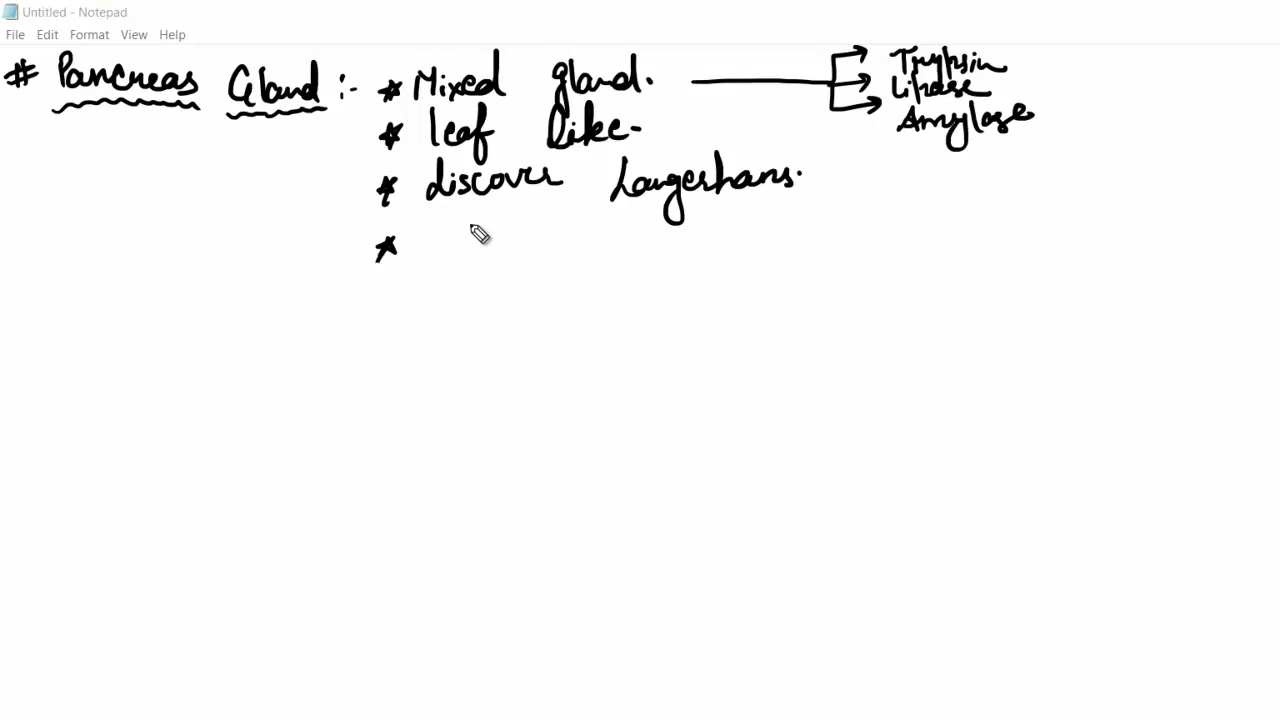 Untitled - Notepad
File Edit Format View Help
# Pancreas Gland :- * Mixed gland. → Trypsin
Lipase
Amylase
* leaf like.
* discover Langerhans.
*